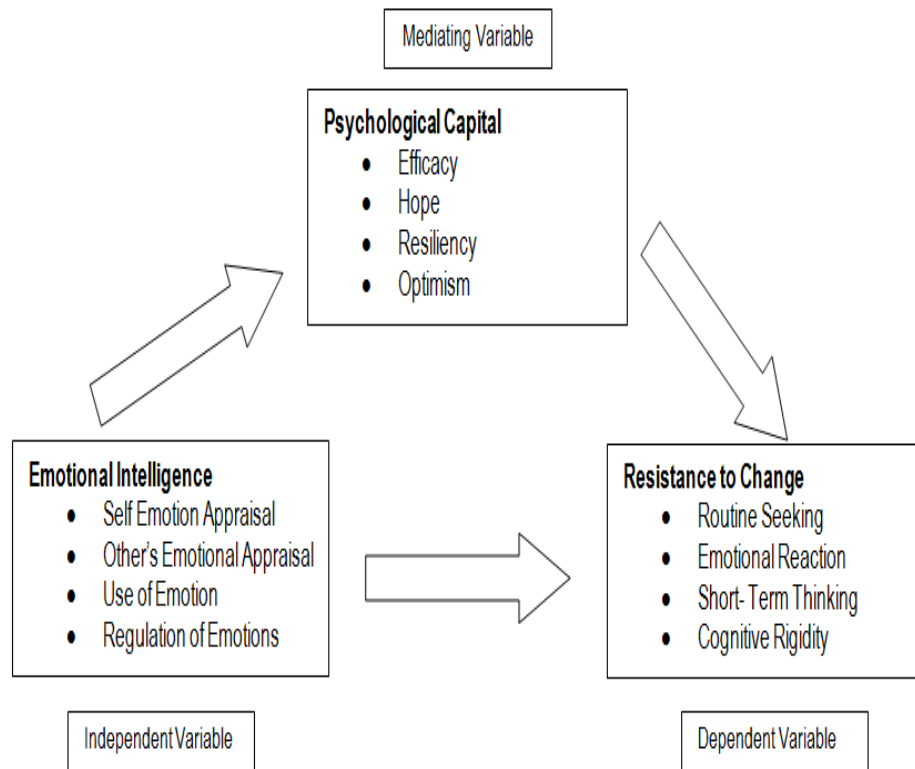 Mediating Variable
Psychological Capital
• Efficacy
• Hope
• Resiliency
• Optimism
Emotional Intelligence
• Self Emotion Appraisal
• Other's Emotional Appraisal
• Use of Emotion
• Regulation of Emotions
Resistance to Change
• Routine Seeking
• Emotional Reaction
• Short- Term Thinking
• Cognitive Rigidity
Independent Variable
Dependent Variable